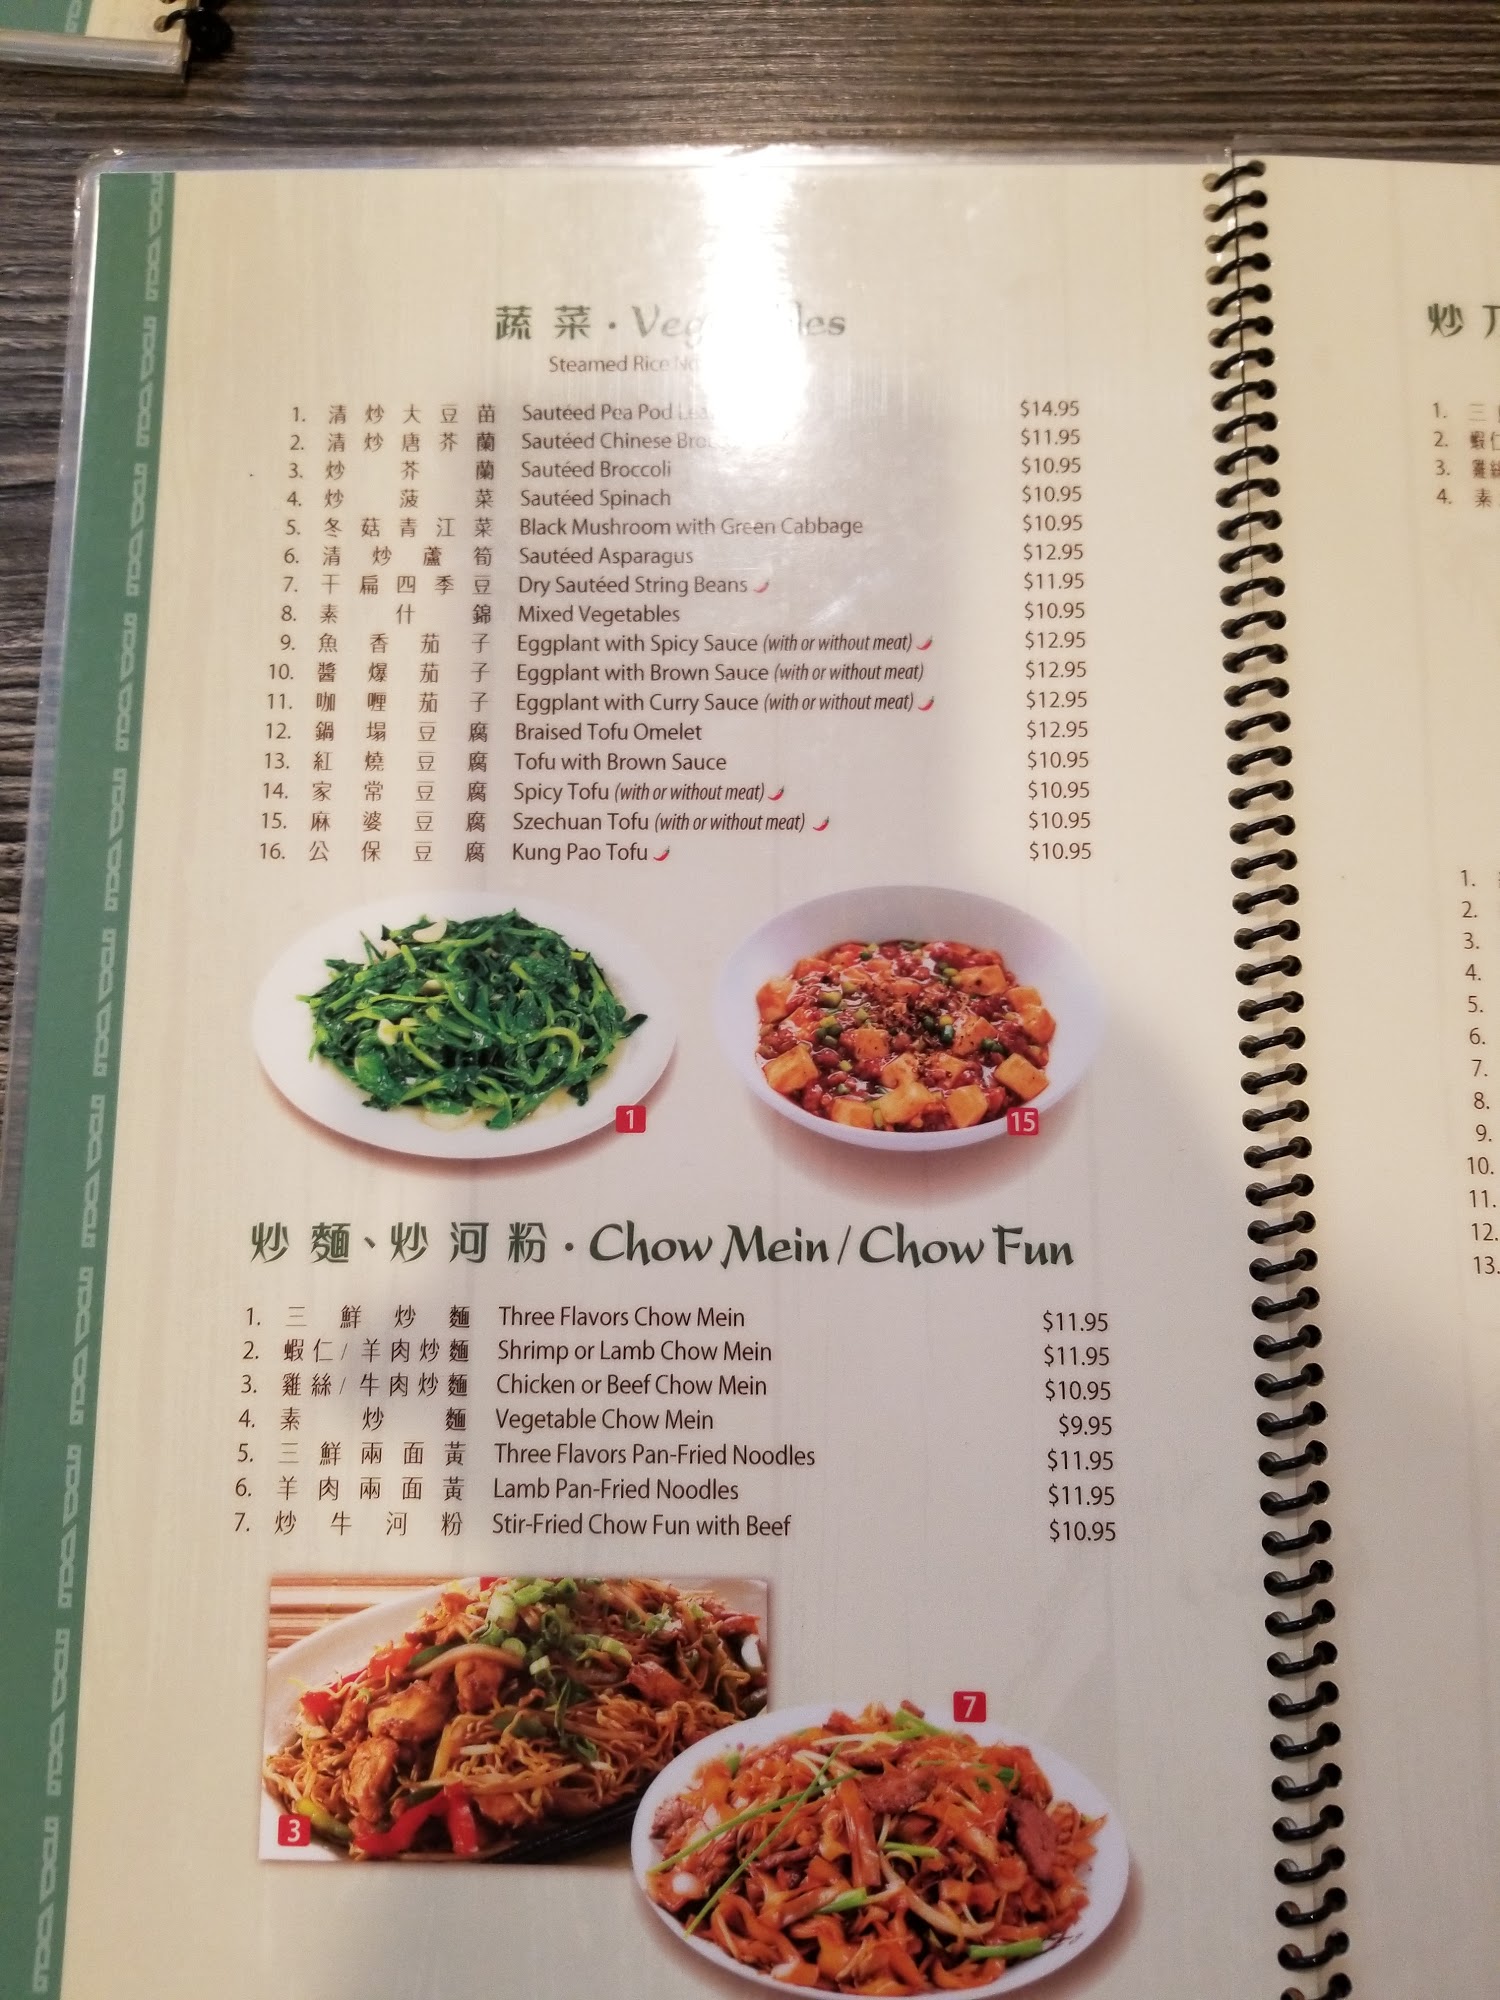 蔬菜 · Vegetables
Steamed Rice
1. 清炒大豆苗 Sautéed Pea Pod $14.95
2. 清炒唐芥蘭 Sautéed Chinese $11.95
3. 炒芥蘭 Sautéed Broccoli $10.95
4. 炒菠菜 Sautéed Spinach $10.95
5. 冬菇青江菜 Black Mushroom with Green Cabbage $10.95
6. 清炒蘆筍 Sautéed Asparagus $12.95
7. 干扁四季豆 Dry Sautéed String Beans $11.95
8. 素什錦 Mixed Vegetables $10.95
9. 魚香茄子 Eggplant with Spicy Sauce (with or without meat) $12.95
10. 醬爆茄子 Eggplant with Brown Sauce (with or without meat) $12.95
11. 咖喱茄子 Eggplant with Curry Sauce (with or without meat) $12.95
12. 鍋塌豆腐 Braised Tofu Omelet $12.95
13. 紅燒豆腐 Tofu with Brown Sauce $10.95
14. 家常豆腐 Spicy Tofu (with or without meat) $10.95
15. 麻婆豆腐 Szechuan Tofu (with or without meat) $10.95
16. 公保豆腐 Kung Pao Tofu $10.95
1
15
炒麵、炒河粉 · Chow Mein / Chow Fun
1. 三鮮炒麵 Three Flavors Chow Mein $11.95
2. 蝦仁/羊肉炒麵 Shrimp or Lamb Chow Mein $11.95
3. 雞絲/牛肉炒麵 Chicken or Beef Chow Mein $10.95
4. 素炒麵 Vegetable Chow Mein $9.95
5. 三鮮兩面黃 Three Flavors Pan-Fried Noodles $11.95
6. 羊肉兩面黃 Lamb Pan-Fried Noodles $11.95
7. 炒牛河粉 Stir-Fried Chow Fun with Beef $10.95
3
7
炒
1. 三
2. 蝦仁
3. 雞絲
4. 素
1.
2.
3.
4.
5.
6.
7.
8.
9.
10.
11.
12.
13.